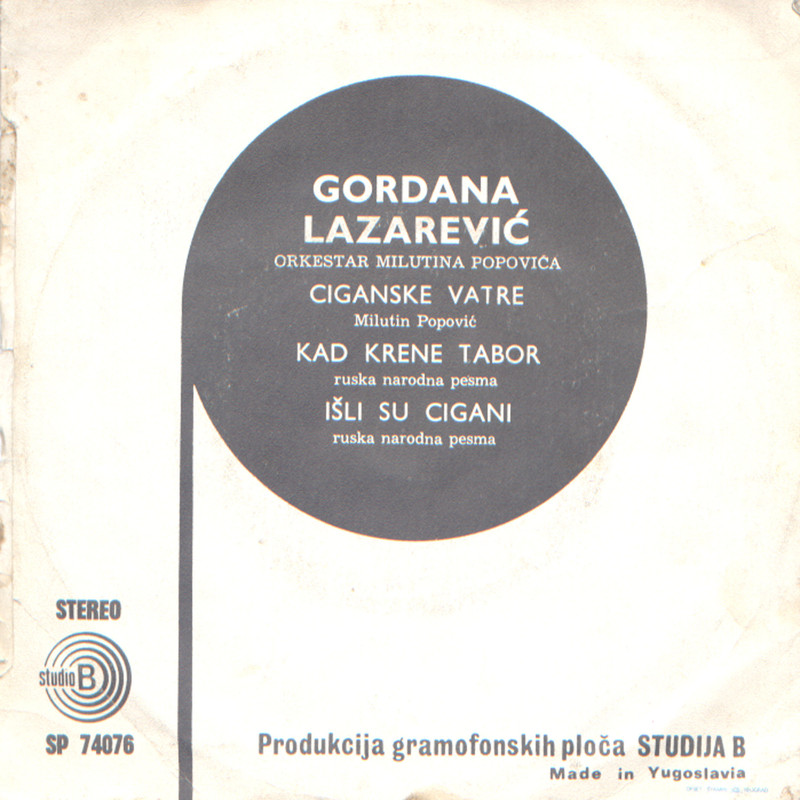 GORDANA
LAZAREVIĆ
ORKESTAR MILUTINA POPOVIĆA
CIGANSKE VATRE
Milutin Popović
KAD KRENE TABOR
ruska narodna pesma
IŠLI SU CIGANI
ruska narodna pesma
STEREO
studio B
SP 74076
Produkcija gramofonskih ploča STUDIJA B
Made in Yugoslavia